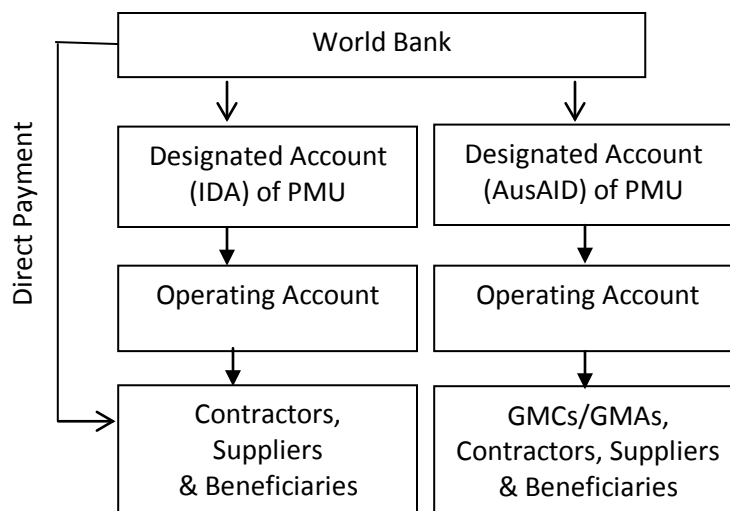 World Bank
Direct Payment
Designated Account
(IDA) of PMU
Designated Account
(AusAID) of PMU
Operating Account
Operating Account
Contractors,
Suppliers
& Beneficiaries
GMCs/GMAs,
Contractors, Suppliers
& Beneficiaries